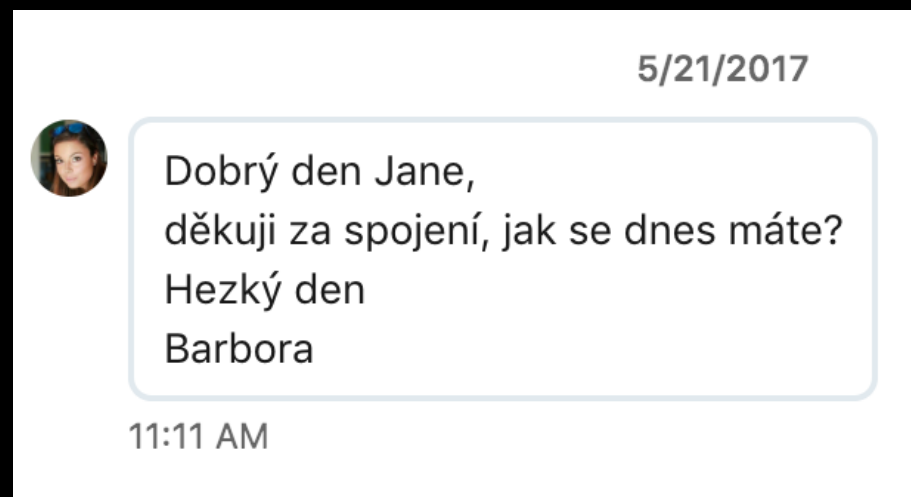 5/21/2017
Dobrý den Jane,
děkuji za spojení, jak se dnes máte?
Hezký den
Barbora
11:11 AM